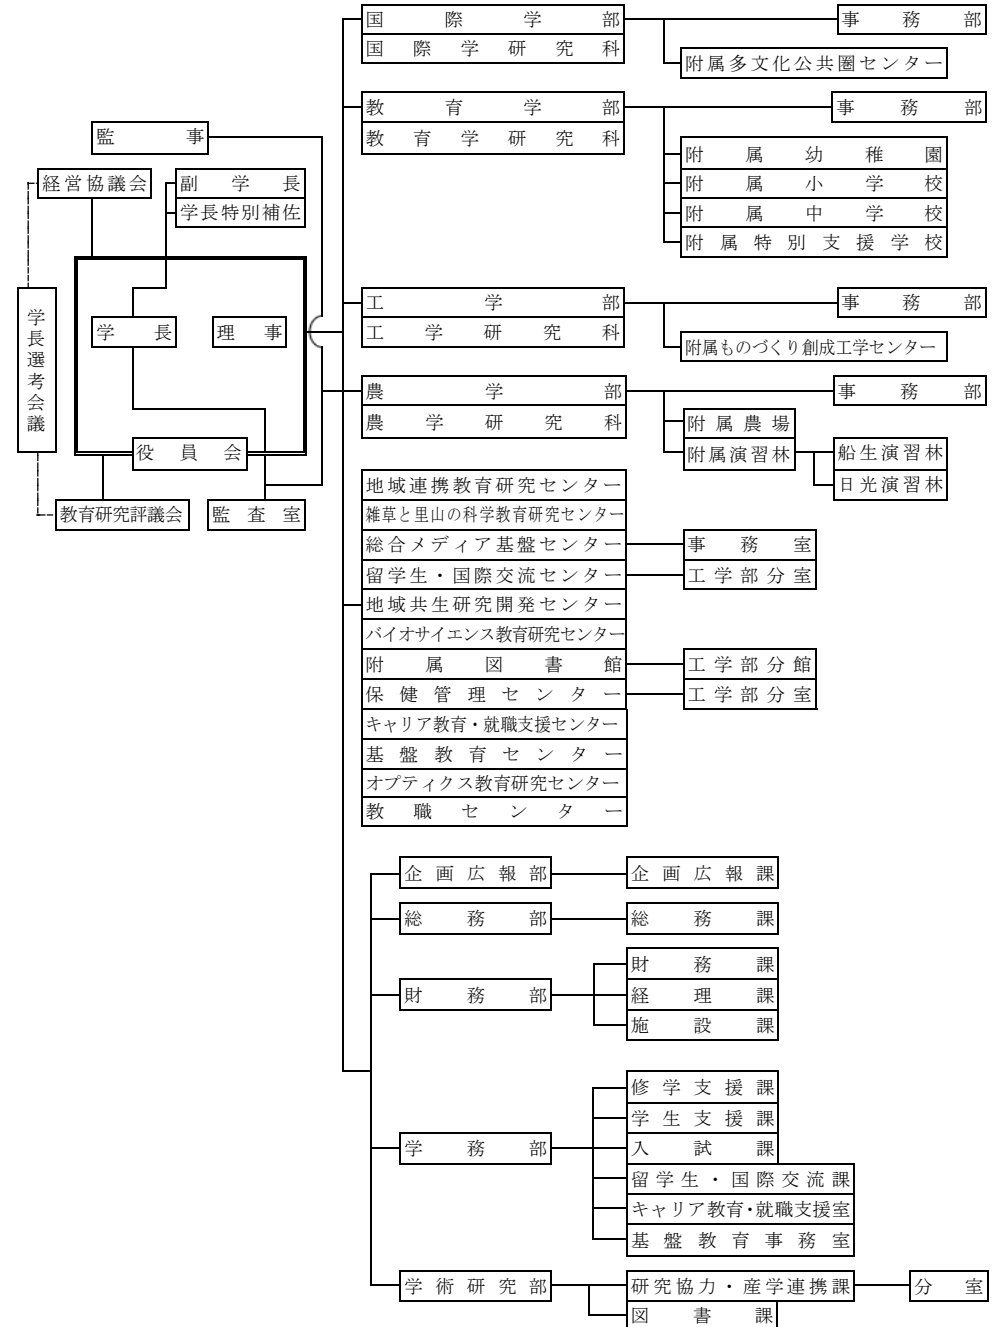 国際学部
国際学研究科
事務部
附属多文化公共圏センター
教育学部
教育学研究科
事務部
附属幼稚園
附属小学校
附属中学校
附属特別支援学校
監事
経営協議会
副学長
学長特別補佐
学長選考会議
学長
理事
役員会
教育研究評議会
監査室
工学部
工学研究科
事務部
附属ものづくり創成工学センター
農学部
農学研究科
事務部
附属農場
附属演習林
船生演習林
日光演習林
地域連携教育研究センター
雑草と里山の科学教育研究センター
総合メディア基盤センター
事務室
留学生・国際交流センター
工学部分室
地域共生研究開発センター
バイオサイエンス教育研究センター
附属図書館
工学部分館
保健管理センター
工学部分室
キャリア教育・就職支援センター
基盤教育センター
オプティクス教育研究センター
教職センター
企画広報部
企画広報課
総務部
総務課
財務部
財務課
経理課
施設課
学務部
修学支援課
学生支援課
入試課
留学生・国際交流課
キャリア教育・就職支援室
基盤教育事務室
学術研究部
研究協力・産学連携課
分室
図書課